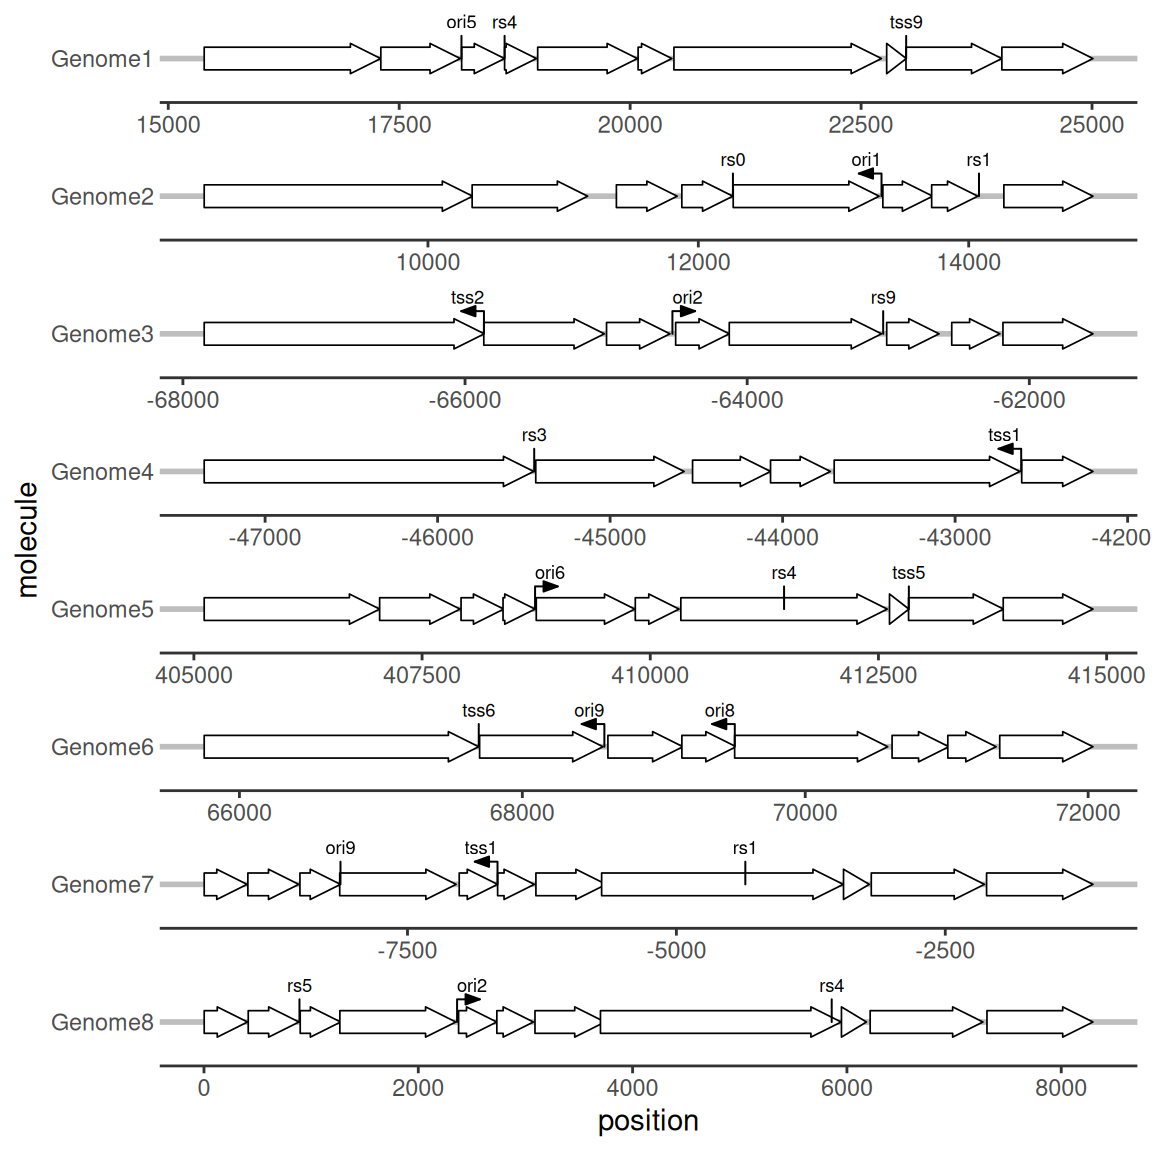 ori5 rs4 tss9
Genome1
15000 17500 20000 22500 25000
rs0 ori1 rs1
Genome2
10000 12000 14000
tss2 ori2 rs9
Genome3
-68000 -66000 -64000 -62000
rs3 tss1
Genome4
-47000 -46000 -45000 -44000 -43000 -4200
ori6 rs4 tss5
Genome5
405000 407500 410000 412500 415000
tss6 ori9 ori8
Genome6
66000 68000 70000 72000
ori9 tss1 rs1
Genome7
-7500 -5000 -2500
rs5 ori2 rs4
Genome8
0 2000 4000 6000 8000
position
molecule